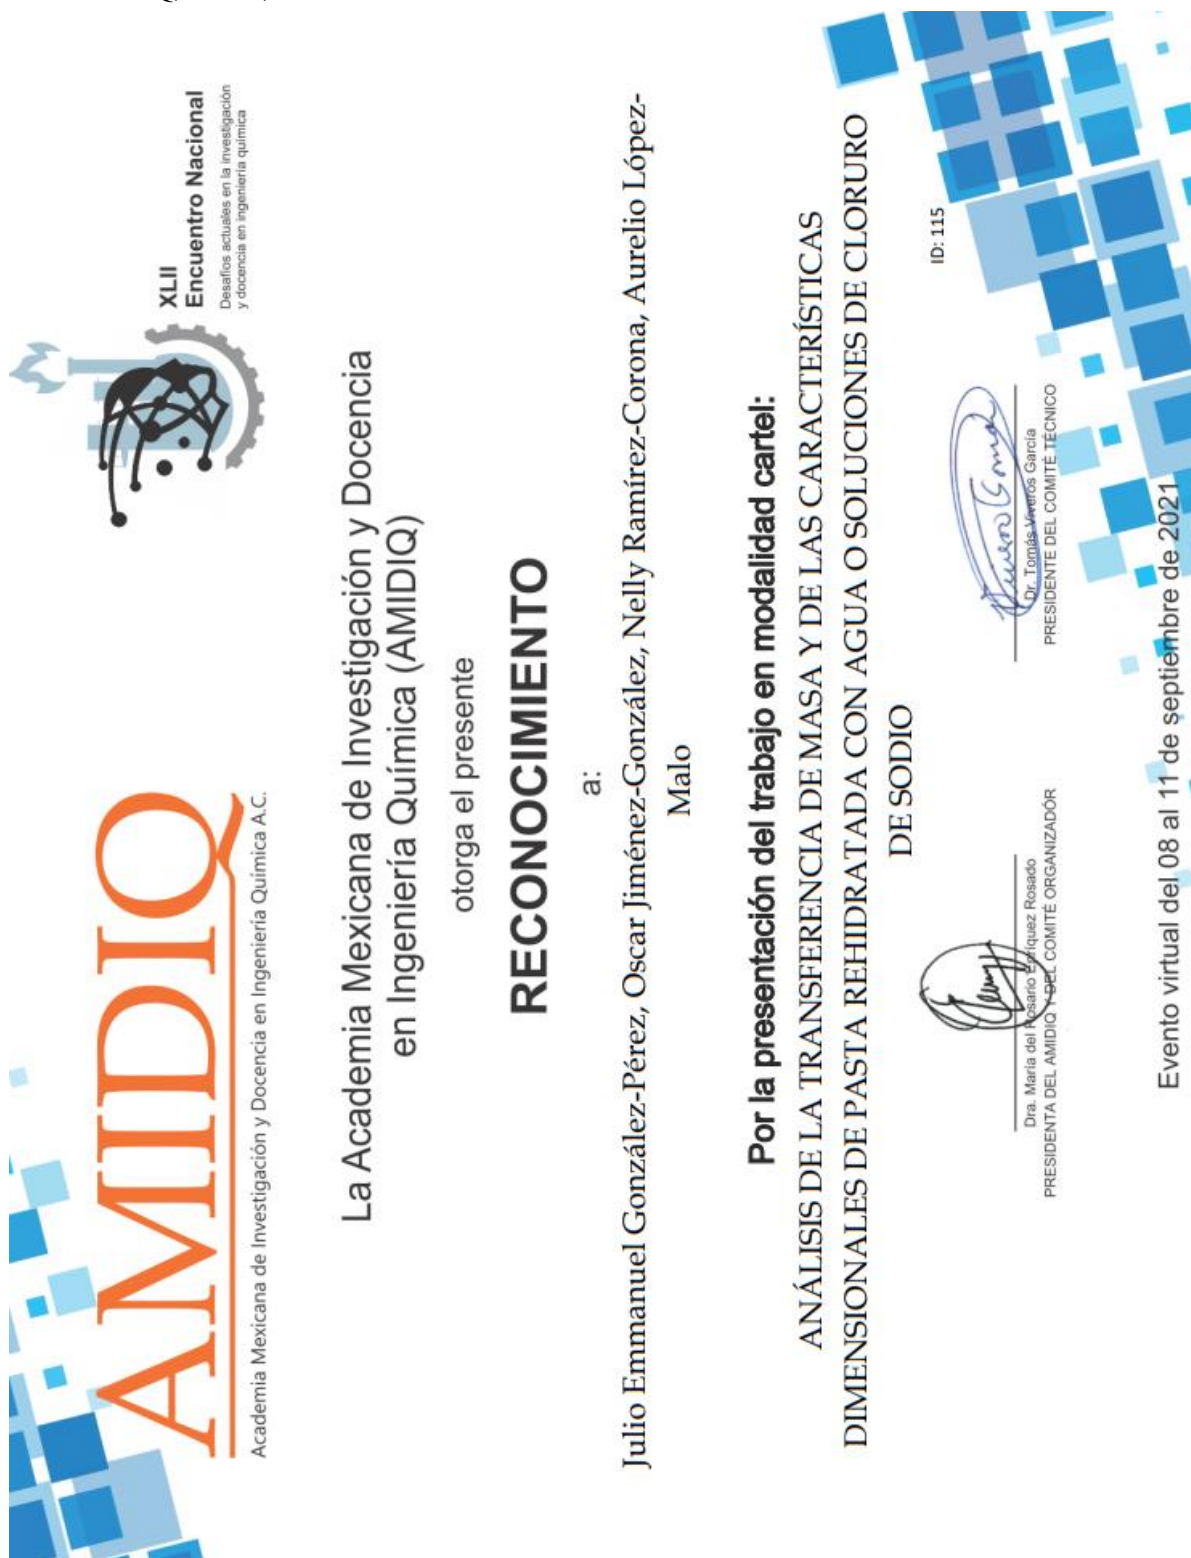 AMIDIQ
Academia Mexicana de Investigación y Docencia en Ingeniería Química A.C.
XLII
Encuentro Nacional
Desafíos actuales en la investigación
y docencia en ingeniería química
La Academia Mexicana de Investigación y Docencia
en Ingeniería Química (AMIDIQ)
otorga el presente
RECONOCIMIENTO
a:
Julio Emmanuel González-Pérez, Oscar Jiménez-González, Nelly Ramírez-Corona, Aurelio López-
Malo
Por la presentación del trabajo en modalidad cartel:
ANÁLISIS DE LA TRANSFERENCIA DE MASA Y DE LAS CARACTERÍSTICAS
DIMENSIONALES DE PASTA REHIDRATADA CON AGUA O SOLUCIONES DE CLORURO
DE SODIO
ID: 115
Dra. María del Rosario Enríquez Rosado
PRESIDENTA DEL AMIDIQ Y DEL COMITÉ ORGANIZADOR
Dr. Tomás Viveros García
PRESIDENTE DEL COMITÉ TÉCNICO
Evento virtual del 08 al 11 de septiembre de 2021